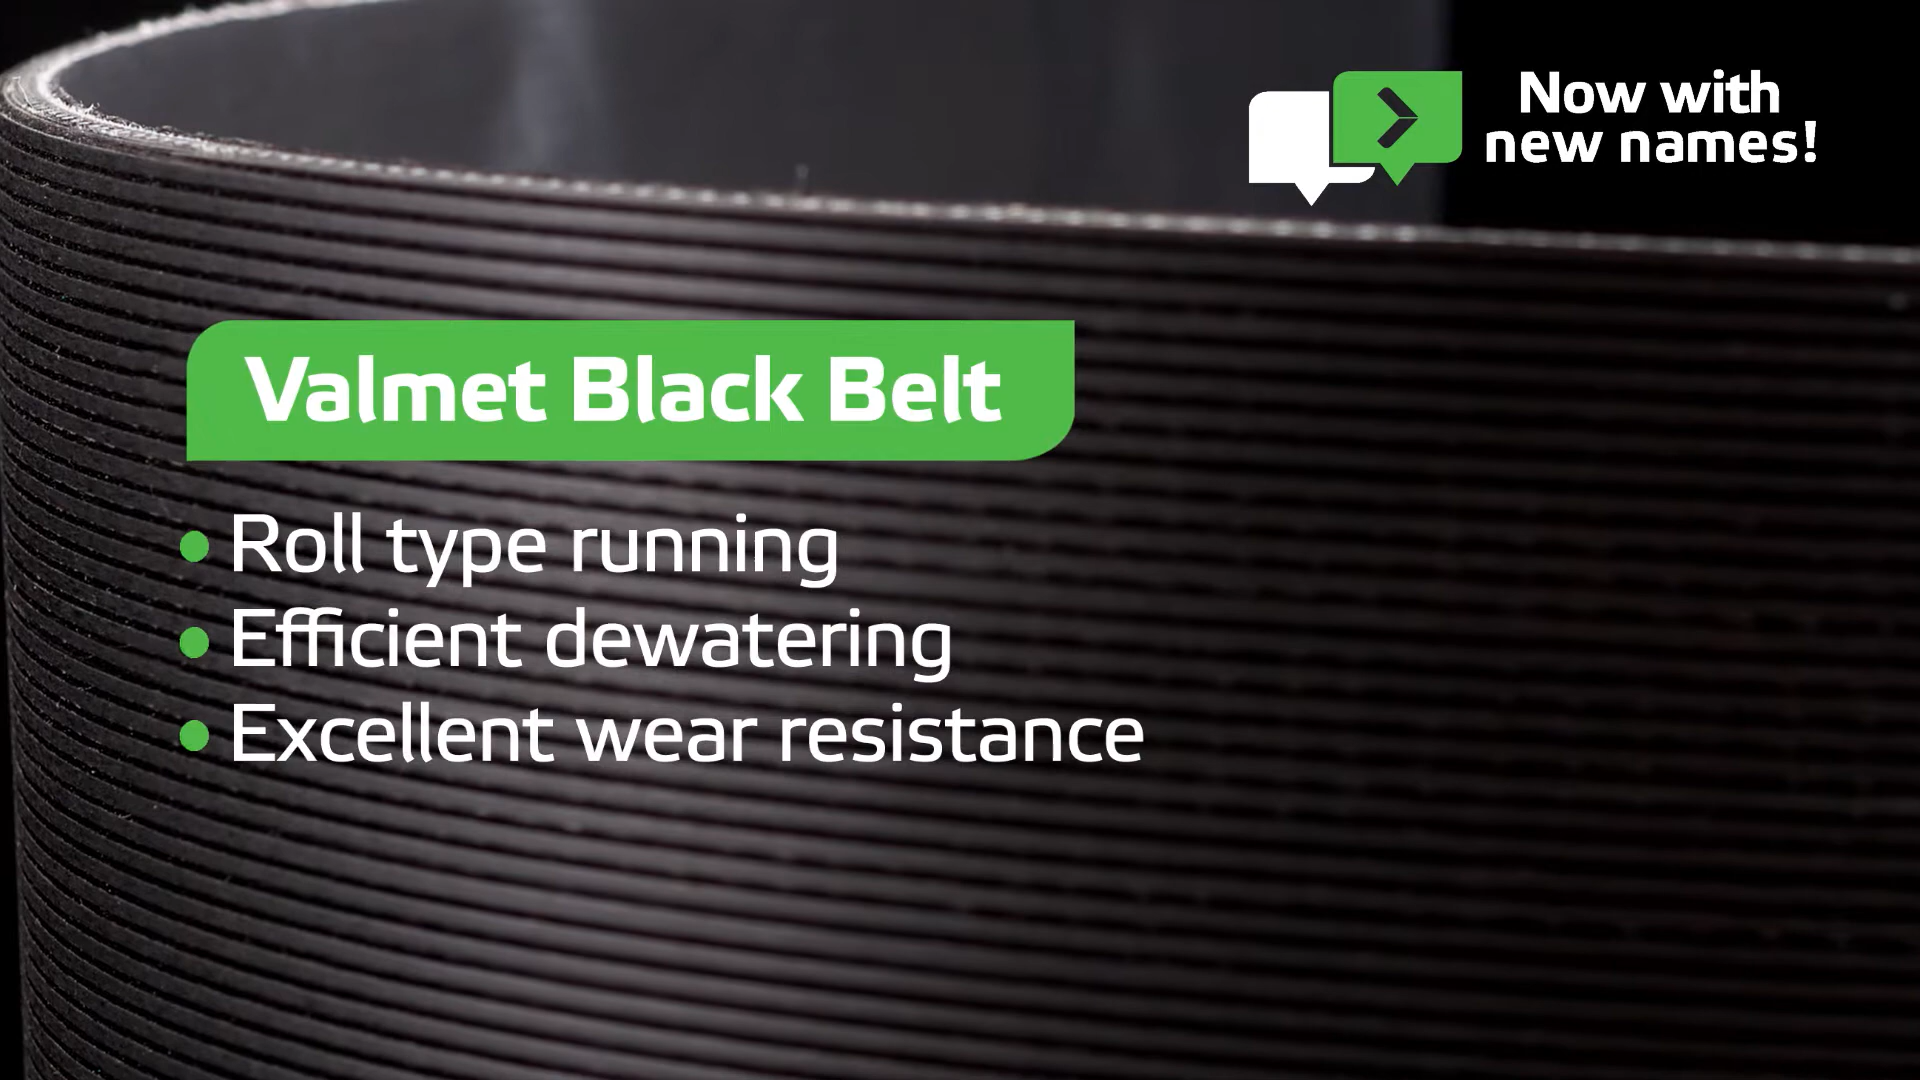 Now with
new names!
Valmet Black Belt
Roll type running
Efficient dewatering
Excellent wear resistance